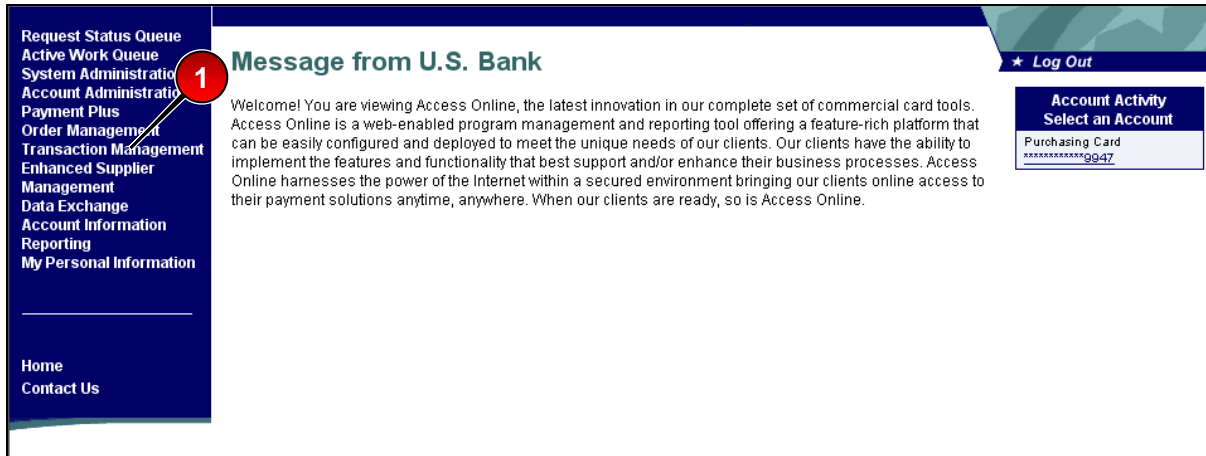 Request Status Queue
Active Work Queue
System Administratio
Account Administratio
Payment Plus
Order Management
Transaction Management
Enhanced Supplier
Management
Data Exchange
Account Information
Reporting
My Personal Information
Home
Contact Us
1
Message from U.S. Bank
Welcome! You are viewing Access Online, the latest innovation in our complete set of commercial card tools.
Access Online is a web-enabled program management and reporting tool offering a feature-rich platform that
can be easily configured and deployed to meet the unique needs of our clients. Our clients have the ability to
implement the features and functionality that best support and/or enhance their business processes. Access
Online harnesses the power of the Internet within a secured environment bringing our clients online access to
their payment solutions anytime, anywhere. When our clients are ready, so is Access Online.
★ Log Out
Account Activity
Select an Account
Purchasing Card
************9947